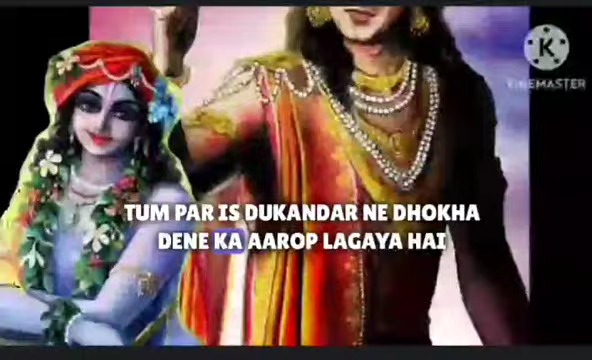 KINEMASTER
TUM PAR IS DUKANDAR NE DHOKHA
DENE KA AAROP LAGAYA HAI